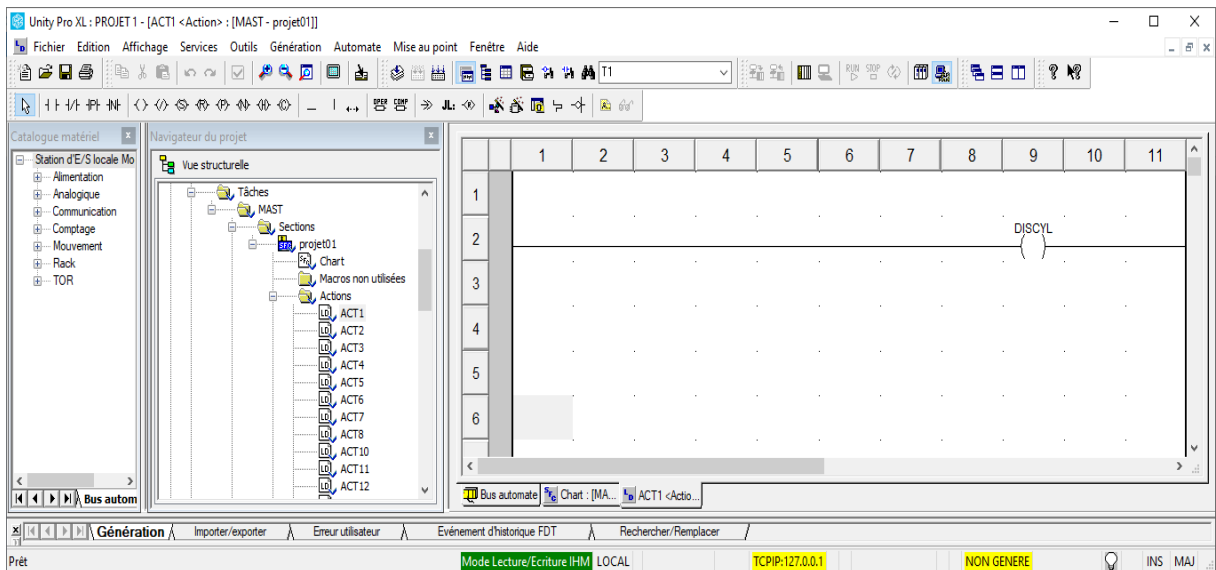 Unity Pro XL : PROJET 1 - [ACT1 <Action> : [MAST - projet01]]
Fichier Edition Affichage Services Outils Génération Automate Mise au point Fenêtre Aide
T1
RUN STOP
OPER COMP
JL:
Catalogue matériel
Station d'E/S locale Mo
Alimentation
Analogique
Communication
Comptage
Mouvement
Rack
TOR
Bus autom
Navigateur du projet
Vue structurelle
Tâches
MAST
Sections
projet01
Chart
Macros non utilisées
Actions
ACT1
ACT2
ACT3
ACT4
ACT5
ACT6
ACT7
ACT8
ACT10
ACT11
ACT12
1 2 3 4 5 6 7 8 9 10 11
1
2
3
4
5
6
DISCYL
Bus automate Chart : [MA... ACT1 <Actio...
Génération Importer/exporter Erreur utilisateur Evénement d'historique FDT Rechercher/Remplacer
Prêt Mode Lecture/Ecriture IHM LOCAL TCPIP:127.0.0.1 NON GENERE INS MAJ